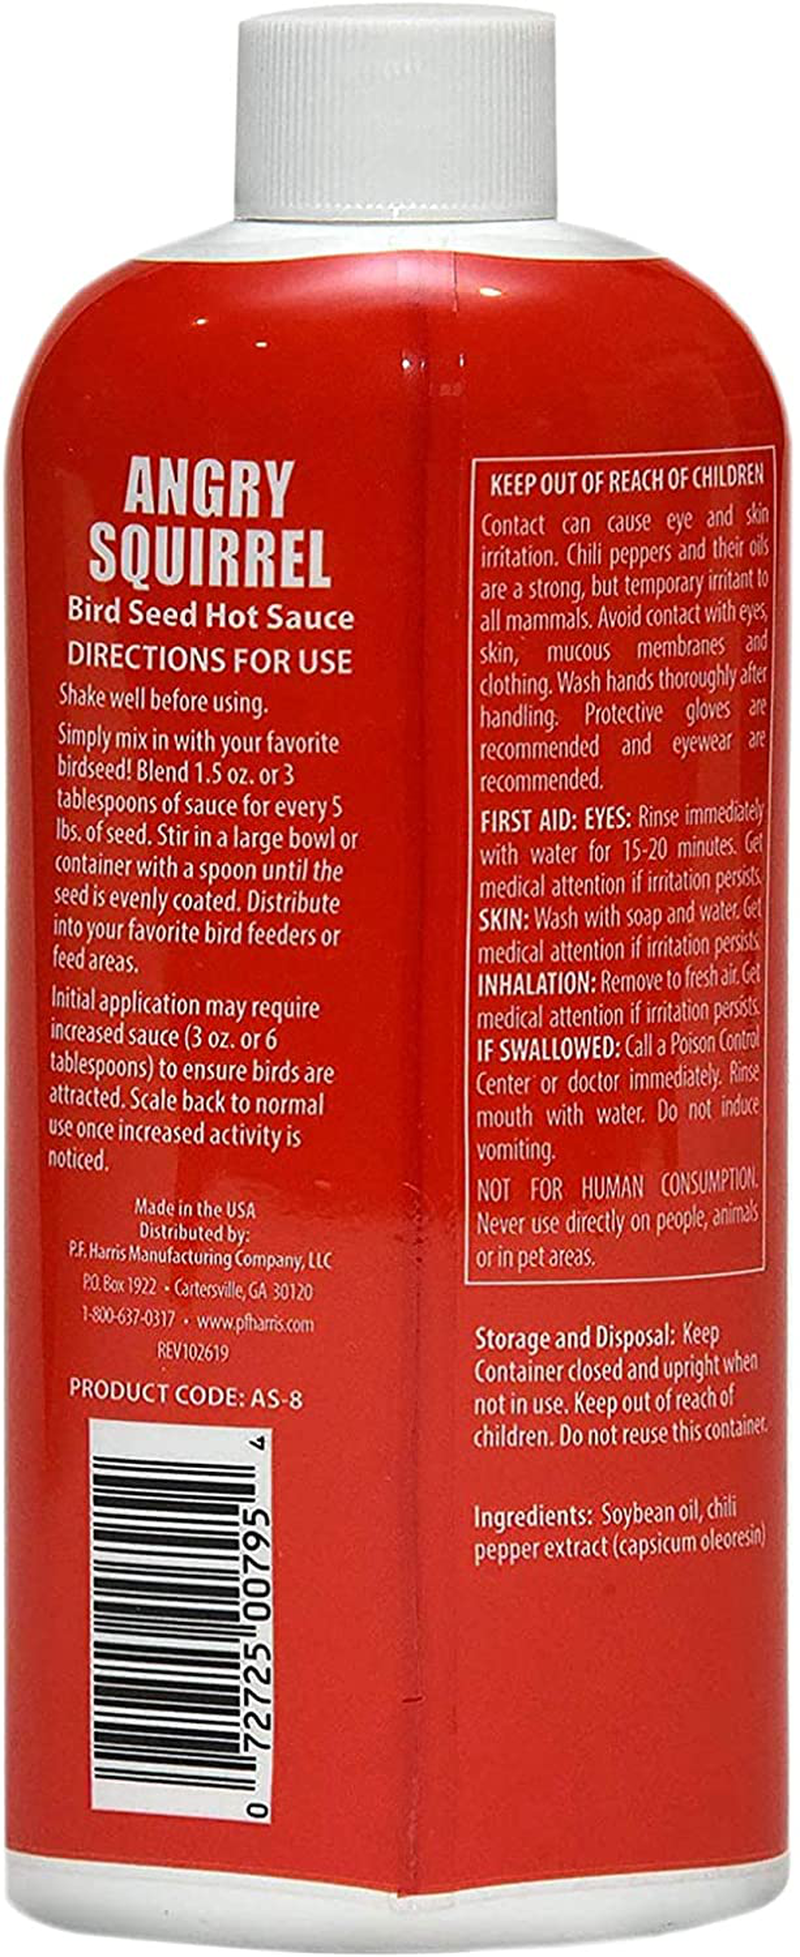 ANGRY
SQUIRREL
Bird Seed Hot Sauce
DIRECTIONS FOR USE
Shake well before using.
Simply mix in with your favorite
birdseed! Blend 1.5 oz. or 3
tablespoons of sauce for every 5
lbs. of seed. Stir in a large bowl or
container with a spoon until the
seed is evenly coated. Distribute
into your favorite bird feeders or
feed areas.
Initial application may require
increased sauce (3 oz. or 6
tablespoons) to ensure birds are
attracted. Scale back to normal
use once increased activity is
noticed.
Made in the USA
Distributed by:
P.F. Harris Manufacturing Company, LLC
P.O. Box 1922 • Cartersville, GA 30120
1-800-637-0317 • www.pfharris.com
REV102619
PRODUCT CODE: AS-8
0 72725 00795 4
KEEP OUT OF REACH OF CHILDREN
Contact can cause eye and skin
irritation. Chili peppers and their oils
are a strong, but temporary irritant to
all mammals. Avoid contact with eyes,
skin, mucous membranes and
clothing. Wash hands thoroughly after
handling. Protective gloves are
recommended and eyewear are
recommended.
FIRST AID: EYES: Rinse immediately
with water for 15-20 minutes. Get
medical attention if irritation persists.
SKIN: Wash with soap and water. Get
medical attention if irritation persists.
INHALATION: Remove to fresh air. Get
medical attention if irritation persists.
IF SWALLOWED: Call a Poison Control
Center or doctor immediately. Rinse
mouth with water. Do not induce
vomiting.
NOT FOR HUMAN CONSUMPTION.
Never use directly on people, animals
or in pet areas.
Storage and Disposal: Keep
Container closed and upright when
not in use. Keep out of reach of
children. Do not reuse this container.
Ingredients: Soybean oil, chili
pepper extract (capsicum oleoresin)